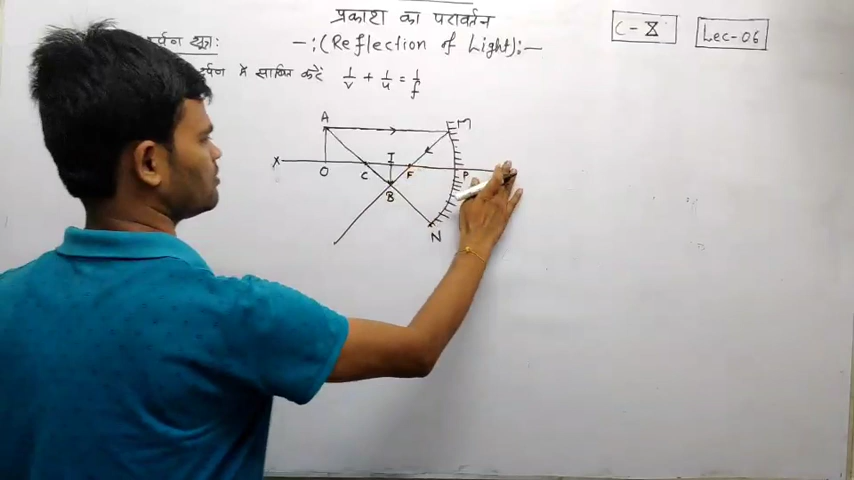 प्रकाश का परावर्तन
-:(Reflection of Light):-
C-X
Lec-06
सूत्र:
में साबित करें 1/v + 1/u = 1/f
A
M
X
O
C
I
F
P
B
N